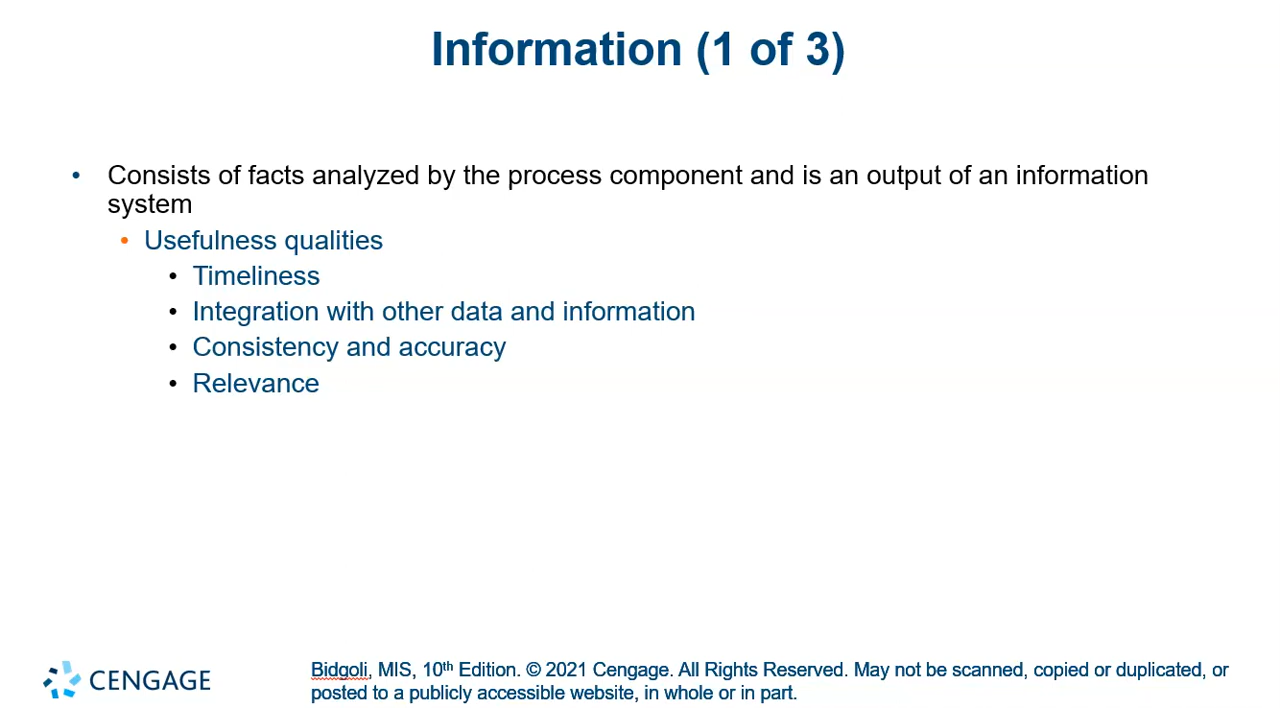 Information (1 of 3)
• Consists of facts analyzed by the process component and is an output of an information
system
• Usefulness qualities
• Timeliness
• Integration with other data and information
• Consistency and accuracy
• Relevance
CENGAGE
Bidgoli, MIS, 10th Edition. © 2021 Cengage. All Rights Reserved. May not be scanned, copied or duplicated, or
posted to a publicly accessible website, in whole or in part.